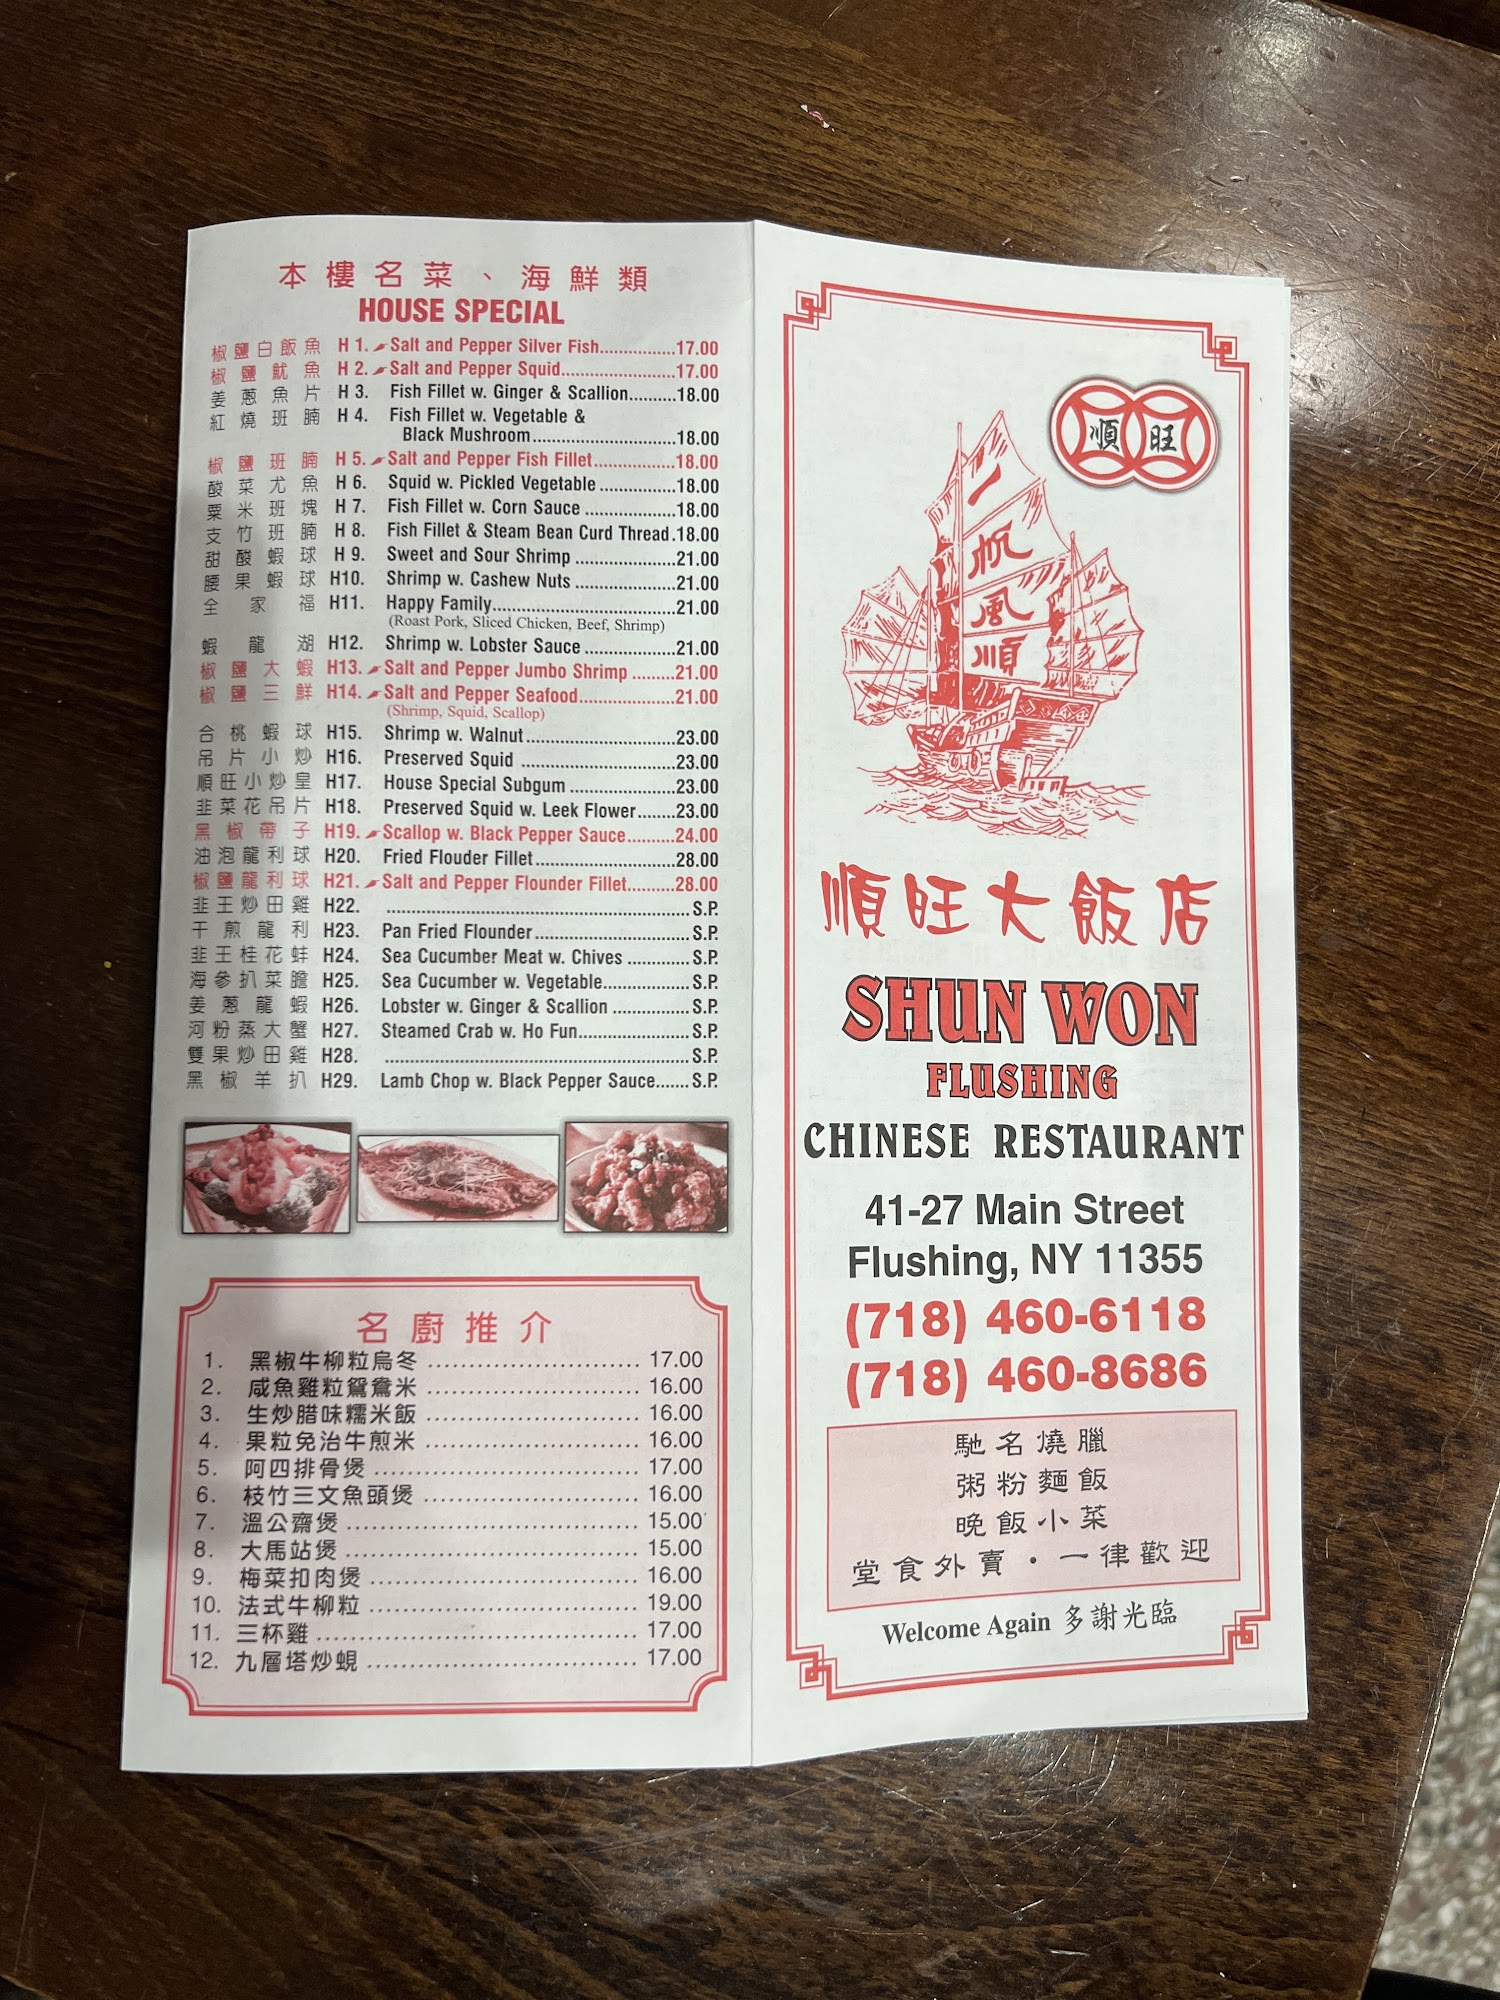 本樓名菜、海鮮類
HOUSE SPECIAL
椒鹽白飯魚 H 1. Salt and Pepper Silver Fish...............17.00
椒鹽魷魚 H 2. Salt and Pepper Squid.......................17.00
姜蔥魚片 H 3. Fish Fillet w. Ginger & Scallion..........18.00
紅燒班腩 H 4. Fish Fillet w. Vegetable &
Black Mushroom.............................18.00
椒鹽班腩 H 5. Salt and Pepper Fish Fillet.................18.00
酸菜尤魚 H 6. Squid w. Pickled Vegetable ................18.00
粟米班塊 H 7. Fish Fillet w. Corn Sauce ...................18.00
支竹班腩 H 8. Fish Fillet & Steam Bean Curd Thread.18.00
甜酸蝦球 H 9. Sweet and Sour Shrimp .....................21.00
腰果蝦球 H10. Shrimp w. Cashew Nuts .....................21.00
全家福 H11. Happy Family.....................................21.00
(Roast Pork, Sliced Chicken, Beef, Shrimp)
蝦龍湖 H12. Shrimp w. Lobster Sauce ...................21.00
椒鹽大蝦 H13. Salt and Pepper Jumbo Shrimp .........21.00
椒鹽三鮮 H14. Salt and Pepper Seafood....................21.00
(Shrimp, Squid, Scallop)
合桃蝦球 H15. Shrimp w. Walnut..............................23.00
吊片小炒 H16. Preserved Squid ...............................23.00
順旺小炒皇 H17. House Special Subgum .....................23.00
韭菜花吊片 H18. Preserved Squid w. Leek Flower........23.00
黑椒帶子 H19. Scallop w. Black Pepper Sauce..........24.00
油泡龍利球 H20. Fried Flouder Fillet............................28.00
椒鹽龍利球 H21. Salt and Pepper Flounder Fillet..........28.00
韭王炒田雞 H22. .............................................................. S.P.
干煎龍利 H23. Pan Fried Flounder............................... S.P.
韭王桂花蚌 H24. Sea Cucumber Meat w. Chives ............ S.P.
海參扒菜膽 H25. Sea Cucumber w. Vegetable................. S.P.
姜蔥龍蝦 H26. Lobster w. Ginger & Scallion ............... S.P.
河粉蒸大蟹 H27. Steamed Crab w. Ho Fun...................... S.P.
雙果炒田雞 H28. .............................................................. S.P.
黑椒羊扒 H29. Lamb Chop w. Black Pepper Sauce....... S.P.
名廚推介
1. 黑椒牛柳粒烏冬 .......................... 17.00
2. 咸魚雞粒鴛鴦米 .......................... 16.00
3. 生炒腊味糯米飯 .......................... 16.00
4. 果粒免治牛煎米 .......................... 16.00
5. 阿四排骨煲 ................................ 17.00
6. 枝竹三文魚頭煲 .......................... 16.00
7. 溫公齋煲 ................................... 15.00
8. 大馬站煲 ................................... 15.00
9. 梅菜扣肉煲 ................................ 16.00
10. 法式牛柳粒 ................................ 19.00
11. 三杯雞 ...................................... 17.00
12. 九層塔炒蜆 ................................ 17.00
順旺
一帆風順
順旺大飯店
SHUN WON
FLUSHING
CHINESE RESTAURANT
41-27 Main Street
Flushing, NY 11355
(718) 460-6118
(718) 460-8686
馳名燒臘
粥粉麵飯
晚飯小菜
堂食外賣・一律歡迎
Welcome Again 多謝光臨